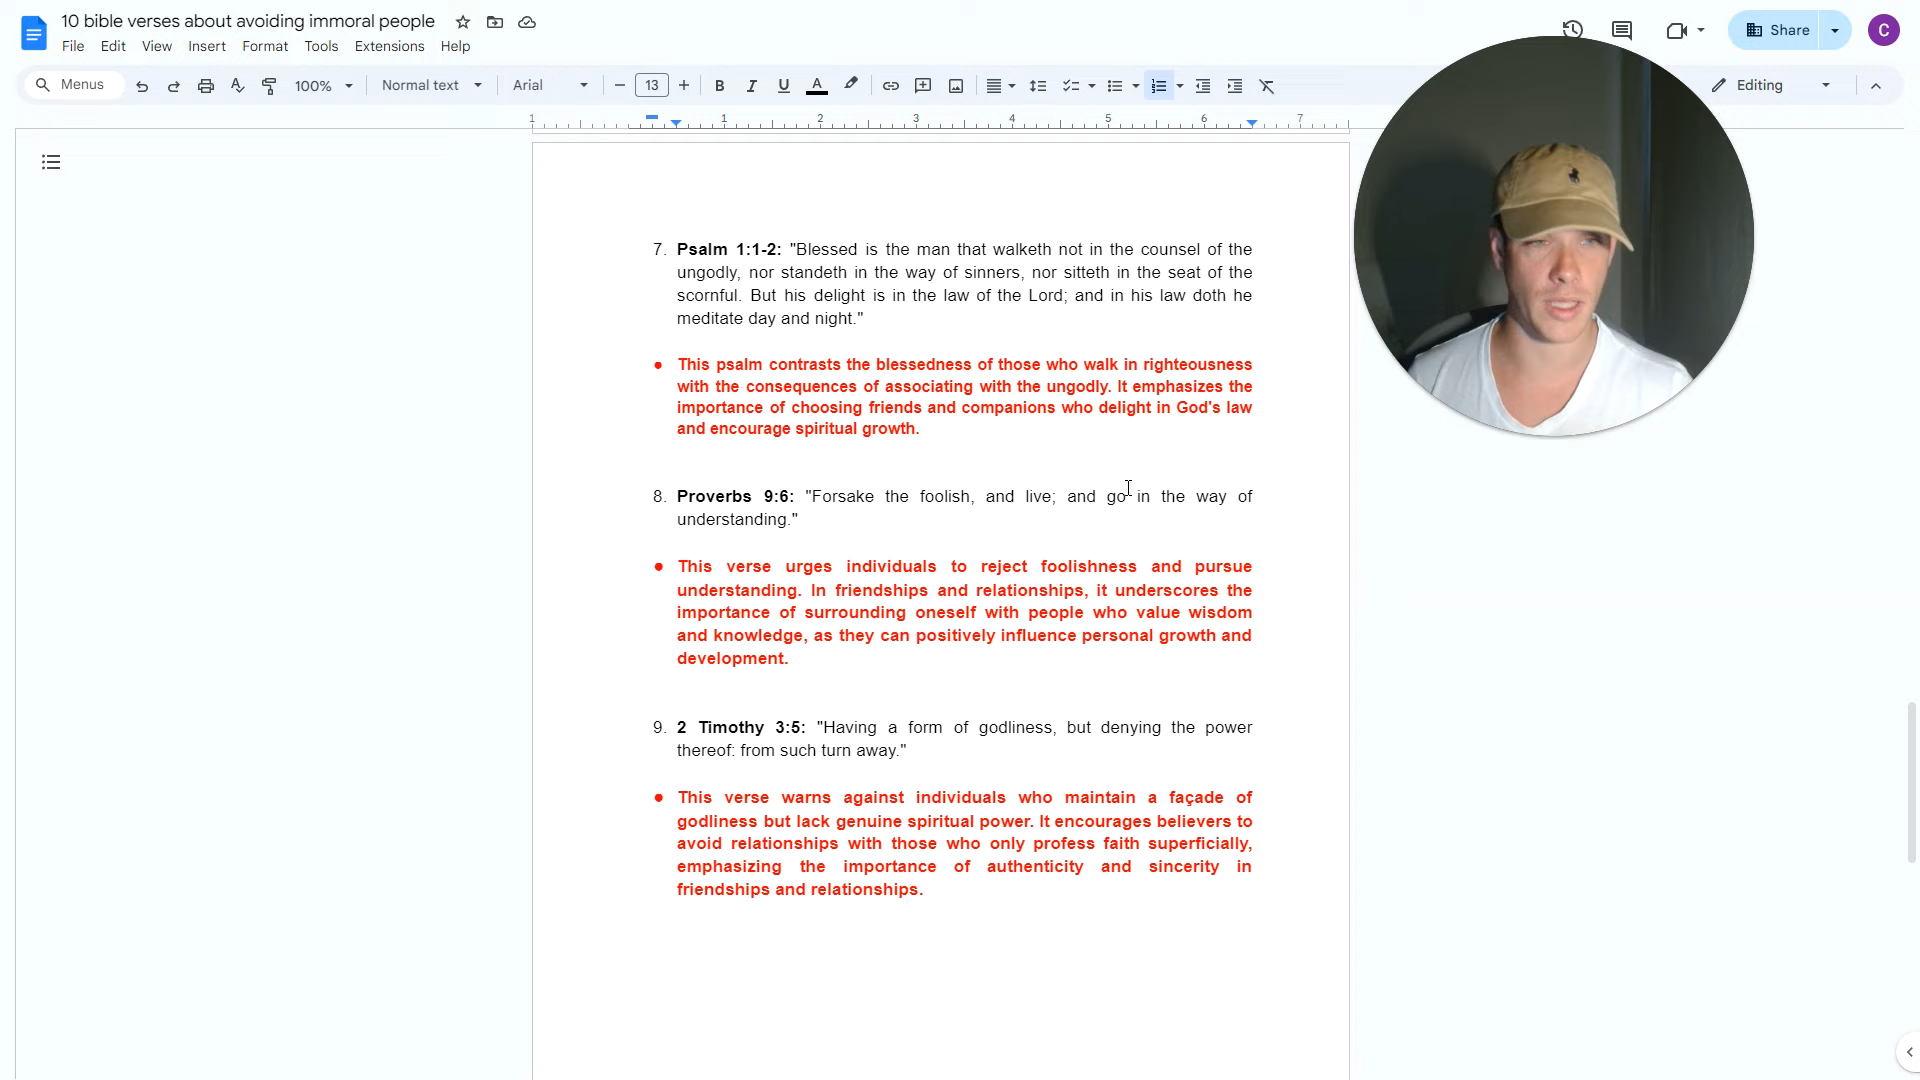 10 bible verses about avoiding immoral people
File Edit View Insert Format Tools Extensions Help
Share
C
Menus
100%
Normal text
Arial
13
B I U A
Editing
1 1 2 3 4 5 6 7
7. Psalm 1:1-2: "Blessed is the man that walketh not in the counsel of the
ungodly, nor standeth in the way of sinners, nor sitteth in the seat of the
scornful. But his delight is in the law of the Lord; and in his law doth he
meditate day and night."
● This psalm contrasts the blessedness of those who walk in righteousness
with the consequences of associating with the ungodly. It emphasizes the
importance of choosing friends and companions who delight in God's law
and encourage spiritual growth.
8. Proverbs 9:6: "Forsake the foolish, and live; and go in the way of
understanding."
● This verse urges individuals to reject foolishness and pursue
understanding. In friendships and relationships, it underscores the
importance of surrounding oneself with people who value wisdom
and knowledge, as they can positively influence personal growth and
development.
9. 2 Timothy 3:5: "Having a form of godliness, but denying the power
thereof: from such turn away."
● This verse warns against individuals who maintain a façade of
godliness but lack genuine spiritual power. It encourages believers to
avoid relationships with those who only profess faith superficially,
emphasizing the importance of authenticity and sincerity in
friendships and relationships.